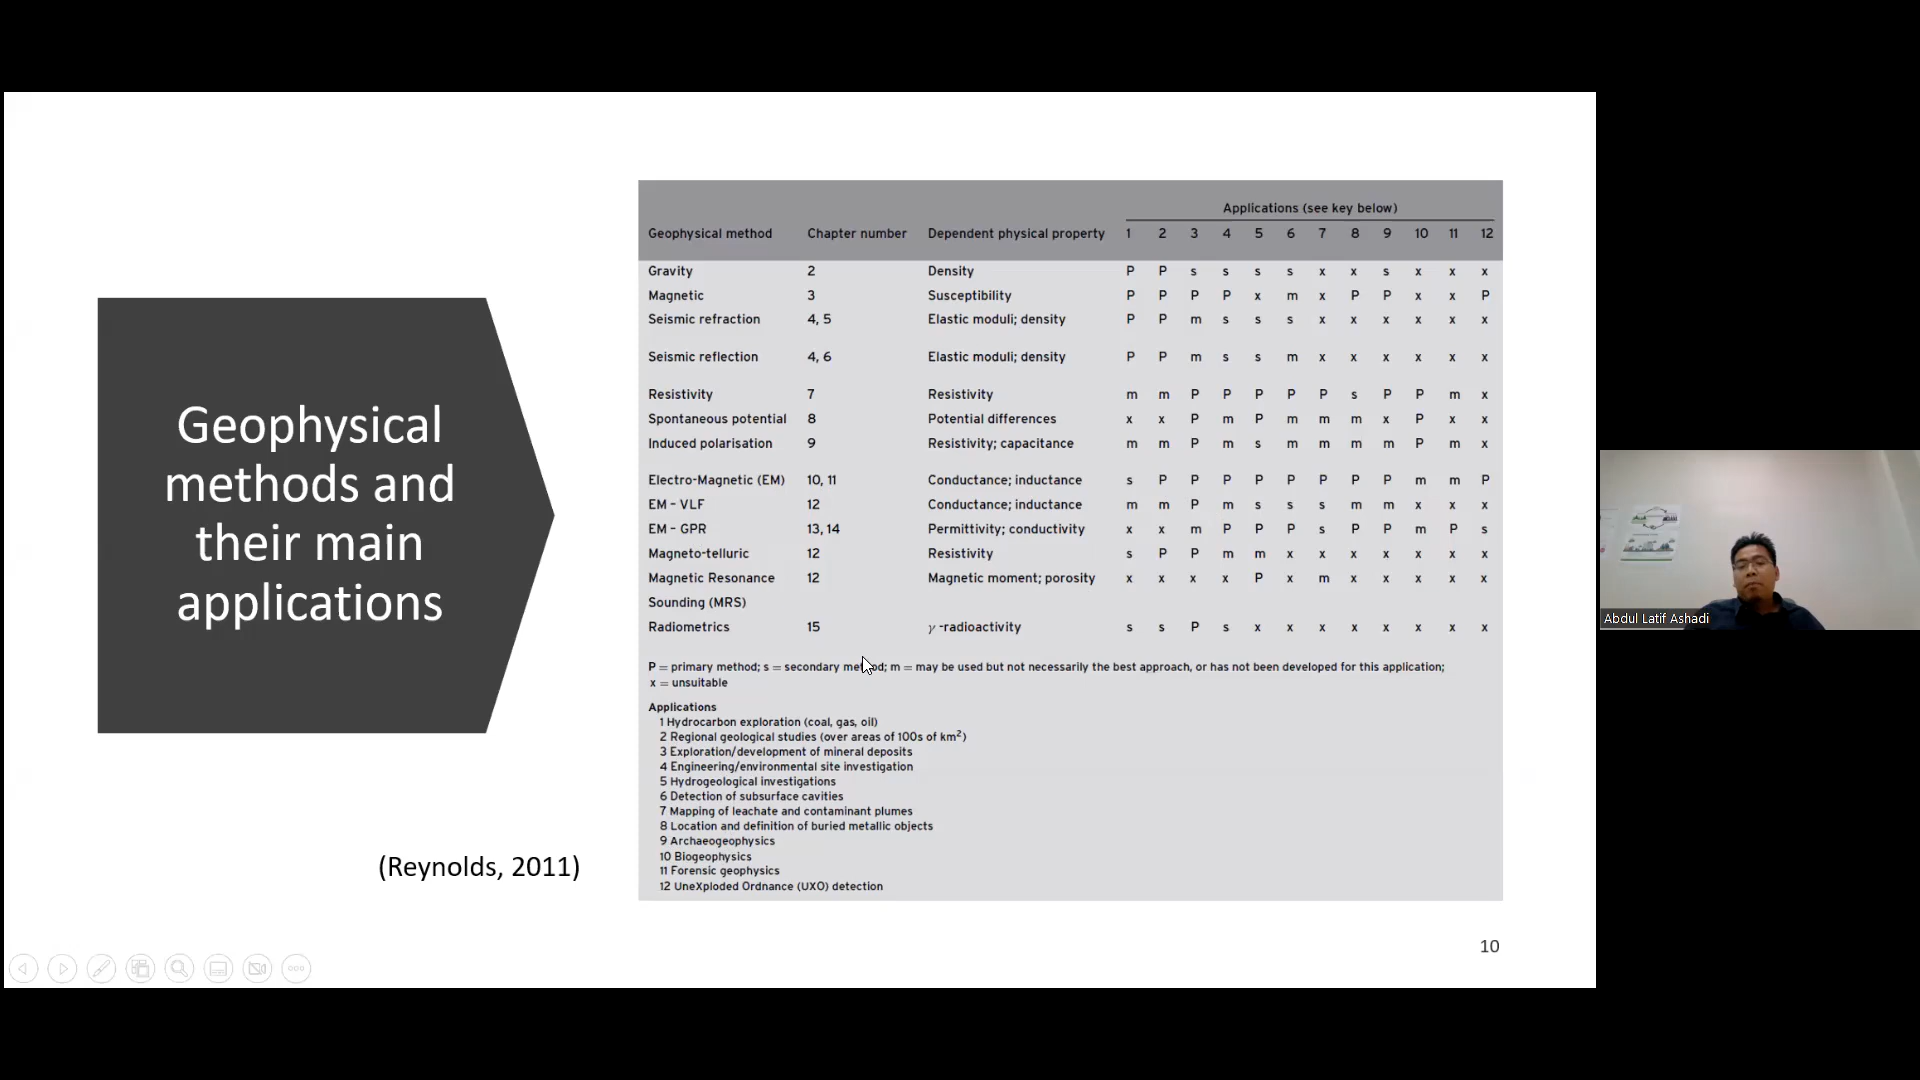 Geophysical
methods and
their main
applications
(Reynolds, 2011)
Applications (see key below)
Geophysical method Chapter number Dependent physical property 1 2 3 4 5 6 7 8 9 10 11 12
Gravity 2 Density P P s s s s x x s x x x
Magnetic 3 Susceptibility P P P P x m x P P x x P
Seismic refraction 4, 5 Elastic moduli; density P P m s s s x x x x x x
Seismic reflection 4, 6 Elastic moduli; density P P m s s m x x x x x x
Resistivity 7 Resistivity m m P P P P P s P P m x
Spontaneous potential 8 Potential differences x x P m P m m m x P x x
Induced polarisation 9 Resistivity; capacitance m m P m s m m m m P m x
Electro-Magnetic (EM) 10, 11 Conductance; inductance s P P P P P P P P m m P
EM – VLF 12 Conductance; inductance m m P m s s s m m x x x
EM – GPR 13, 14 Permittivity; conductivity x x m P P P s P P m P s
Magneto-telluric 12 Resistivity s P P m m x x x x x x x
Magnetic Resonance 12 Magnetic moment; porosity x x x x P x m x x x x x
Sounding (MRS)
Radiometrics 15 γ -radioactivity s s P s x x x x x x x x
P = primary method; s = secondary method; m = may be used but not necessarily the best approach, or has not been developed for this application;
x = unsuitable
Applications
1 Hydrocarbon exploration (coal, gas, oil)
2 Regional geological studies (over areas of 100s of km²)
3 Exploration/development of mineral deposits
4 Engineering/environmental site investigation
5 Hydrogeological investigations
6 Detection of subsurface cavities
7 Mapping of leachate and contaminant plumes
8 Location and definition of buried metallic objects
9 Archaeogeophysics
10 Biogeophysics
11 Forensic geophysics
12 UneXploded Ordnance (UXO) detection
10
Abdul Latif Ashadi